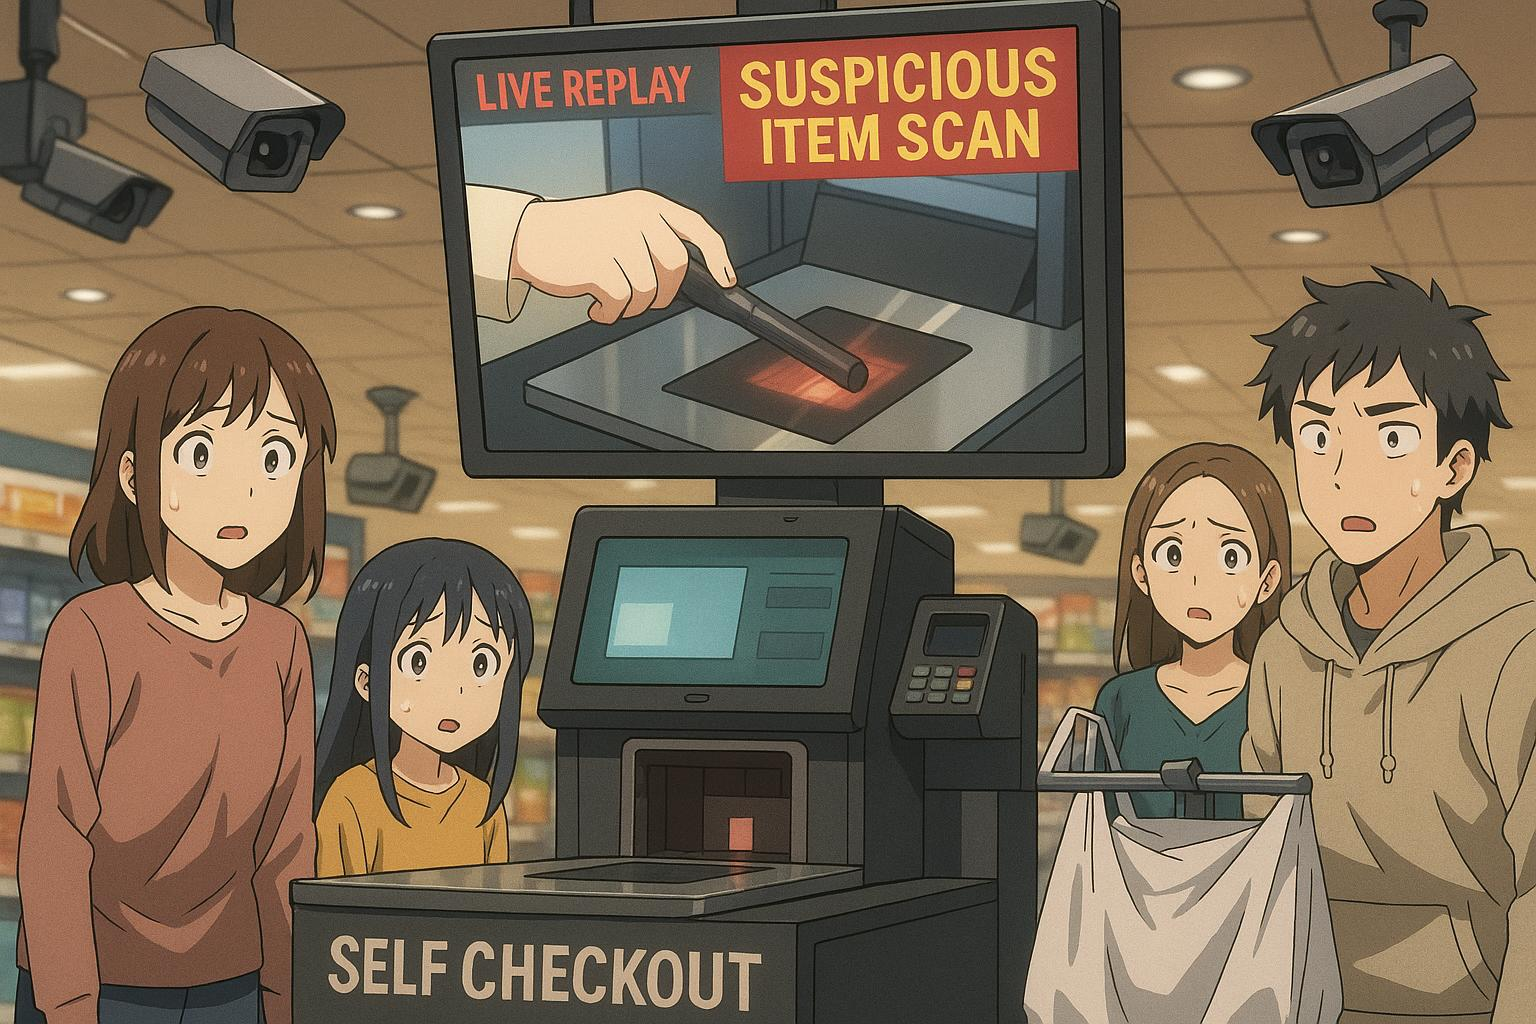 LIVE REPLAY
SUSPICIOUS
ITEM SCAN
SELF CHECKOUT